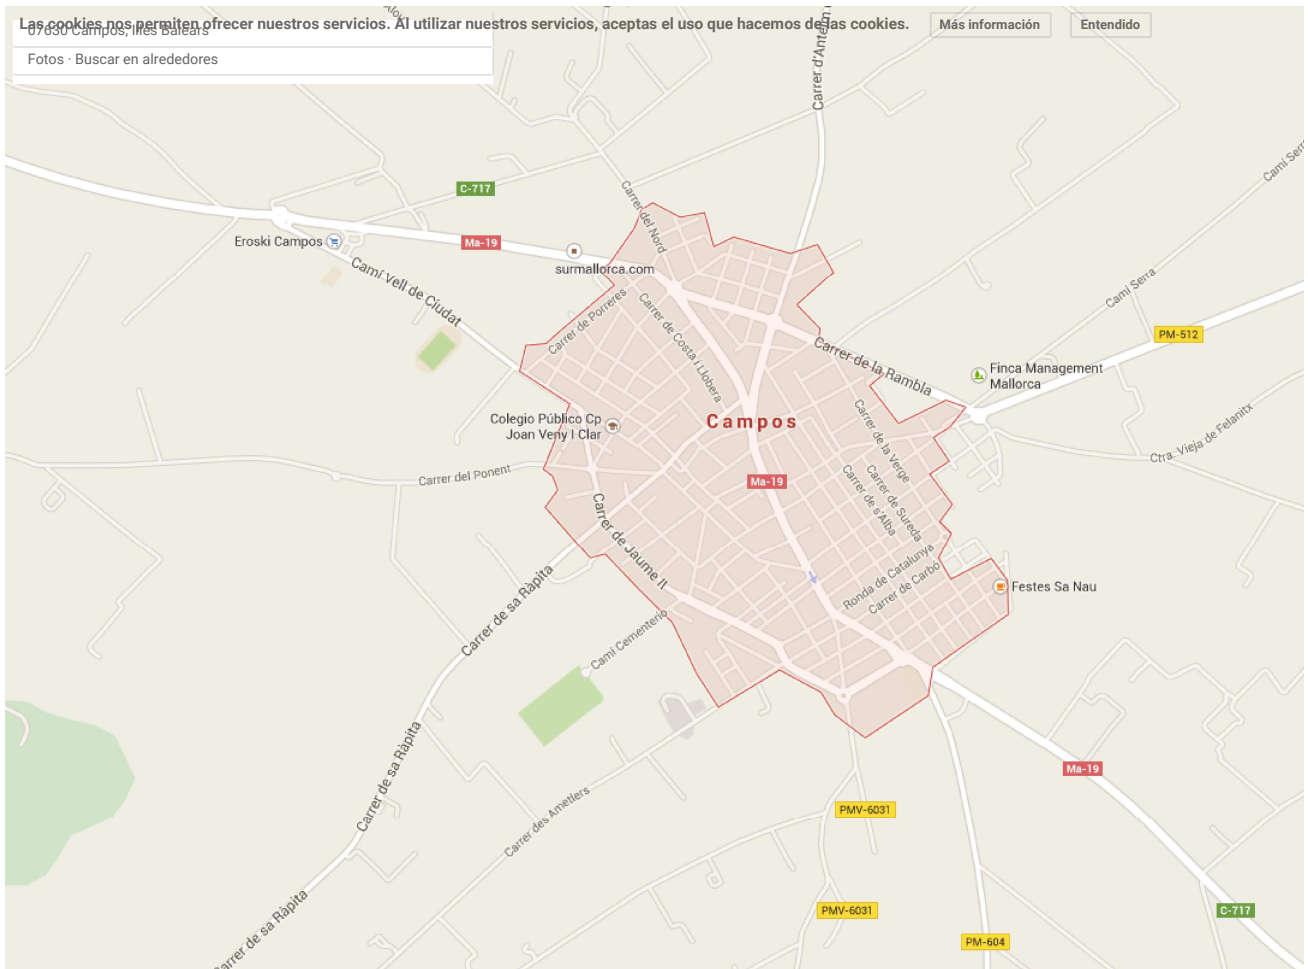 Las cookies nos permiten ofrecer nuestros servicios. Al utilizar nuestros servicios, aceptas el uso que hacemos de las cookies.
Más información
Entendido
07630 Campos, Illes Balears
Fotos · Buscar en alrededores
Carrer d'Antelm
Camí Serra
C-717
Carrer del Nord
Eroski Campos
Ma-19
surmallorca.com
Camí Vell de Ciudat
Camí Serra
Carrer de Porreres
Carrer de Costa i Llobera
PM-512
Carrer de la Rambla
Finca Management
Mallorca
Colegio Público Cp
Joan Veny I Clar
Campos
Carrer de la Verge
Ctra. Vieja de Felanitx
Carrer del Ponent
Ma-19
Carrer de Sureda
Carrer de s'Alba
Carrer de Jaume II
Ronda de Catalunya
Carrer de Carbó
Festes Sa Nau
Carrer de sa Ràpita
Camí Cementerio
Carrer de sa Ràpita
Ma-19
Carrer des Ametlers
PMV-6031
Carrer de sa Ràpita
PMV-6031
C-717
PM-604